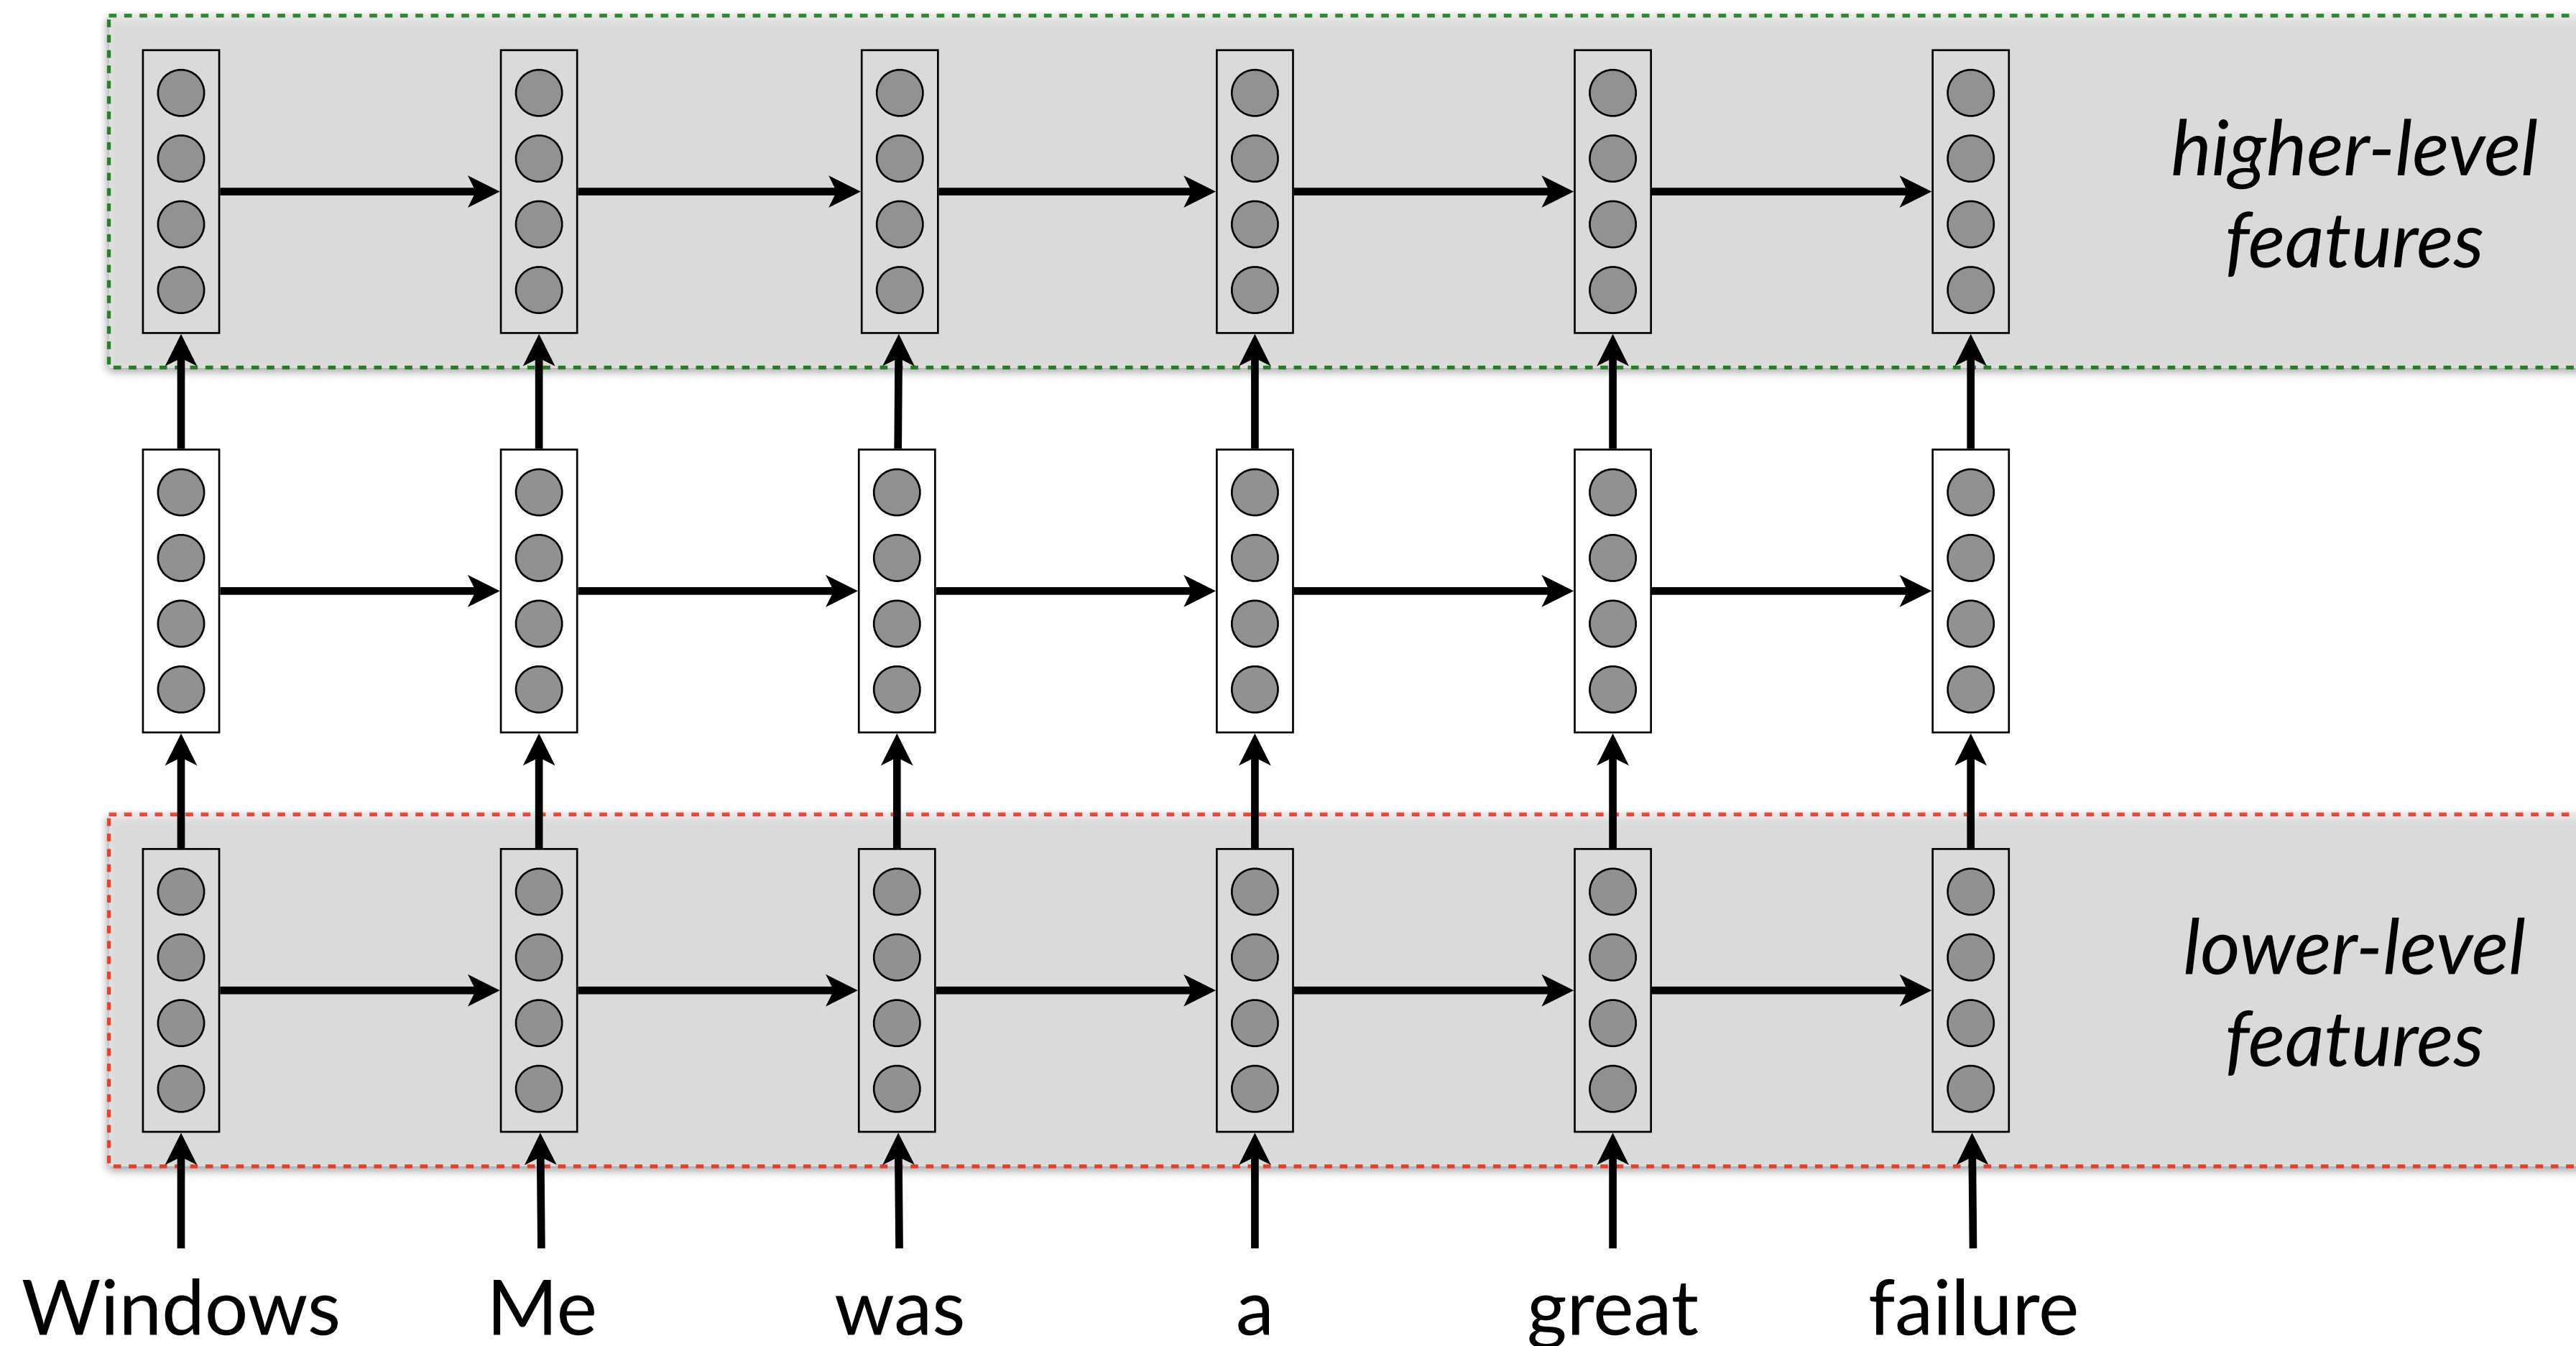 higher-level
features
lower-level
features
Windows Me was a great failure